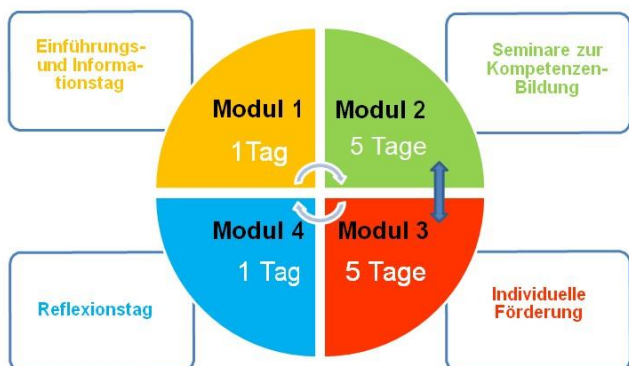 Einführungs-
und Informa-
tionstag
Seminare zur
Kompetenzen-
Bildung
Modul 1
1Tag
Modul 2
5 Tage
Modul 4
1 Tag
Modul 3
5 Tage
Reflexionstag
Individuelle
Förderung